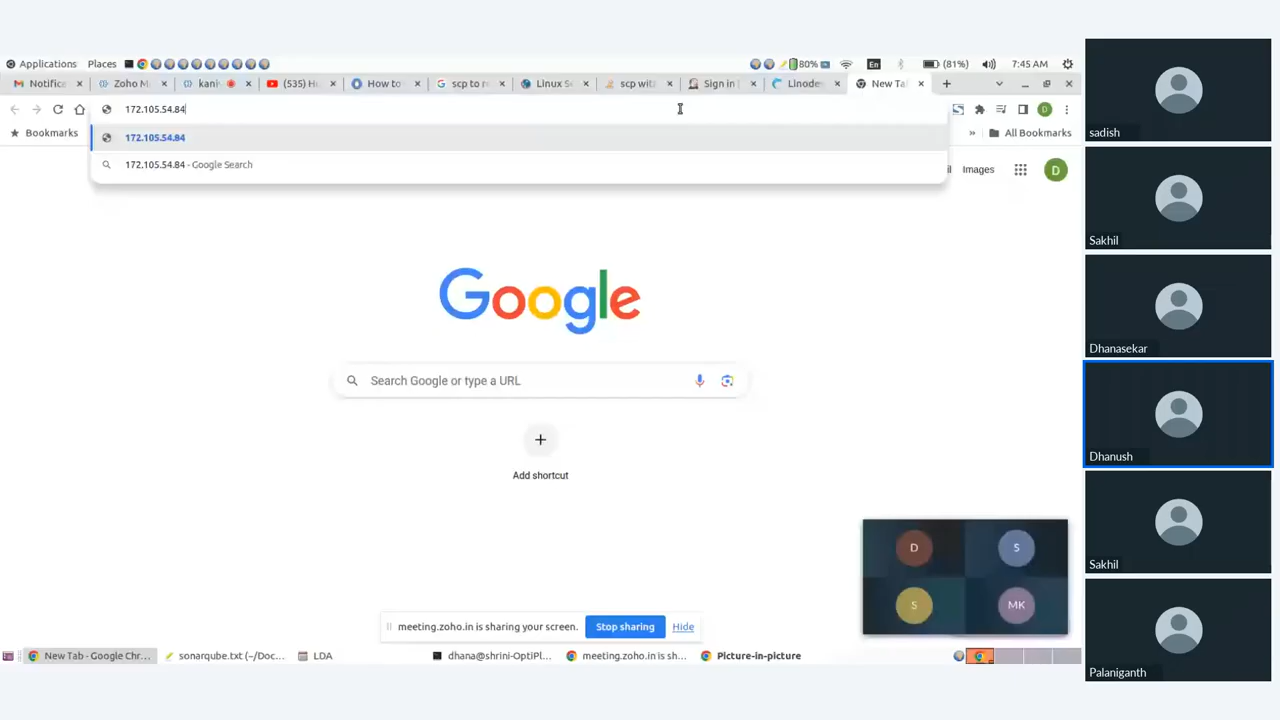 Applications Places 80% En (81%) 7:45 AM
Notifica Zoho M kani (535) H How to scp to r Linux S scp wit Sign in Linode New Ta
172.105.54.84
Bookmarks » All Bookmarks
172.105.54.84
172.105.54.84 - Google Search
Images D
Google
Search Google or type a URL
Add shortcut
D S
S MK
meeting.zoho.in is sharing your screen. Stop sharing Hide
New Tab - Google Chr... sonarqube.txt (~/Doc... LDA dhana@shrini-OptiPl... meeting.zoho.in is sh... Picture-in-picture
sadish
Sakhil
Dhanasekar
Dhanush
Sakhil
Palaniganth